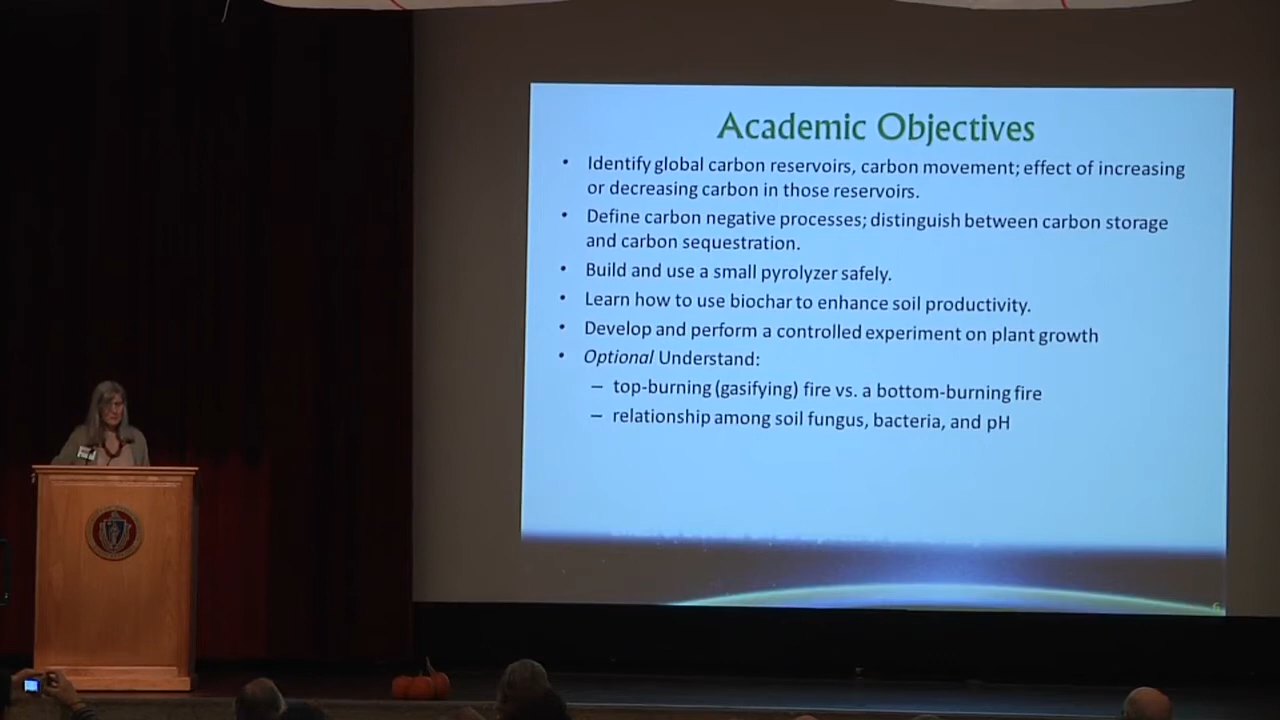 Academic Objectives
• Identify global carbon reservoirs, carbon movement; effect of increasing
or decreasing carbon in those reservoirs.
• Define carbon negative processes; distinguish between carbon storage
and carbon sequestration.
• Build and use a small pyrolyzer safely.
• Learn how to use biochar to enhance soil productivity.
• Develop and perform a controlled experiment on plant growth
• Optional Understand:
– top-burning (gasifying) fire vs. a bottom-burning fire
– relationship among soil fungus, bacteria, and pH
6